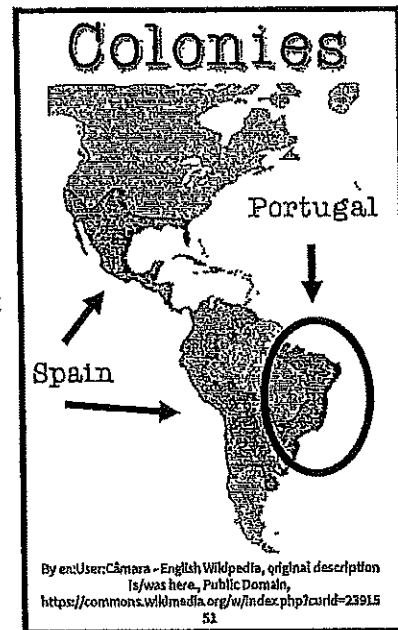 Colonies
Portugal
Spain
By en:User:Câmara - English Wikipedia, original description
is/was here., Public Domain,
https://commons.wikimedia.org/w/index.php?curid=23915
51